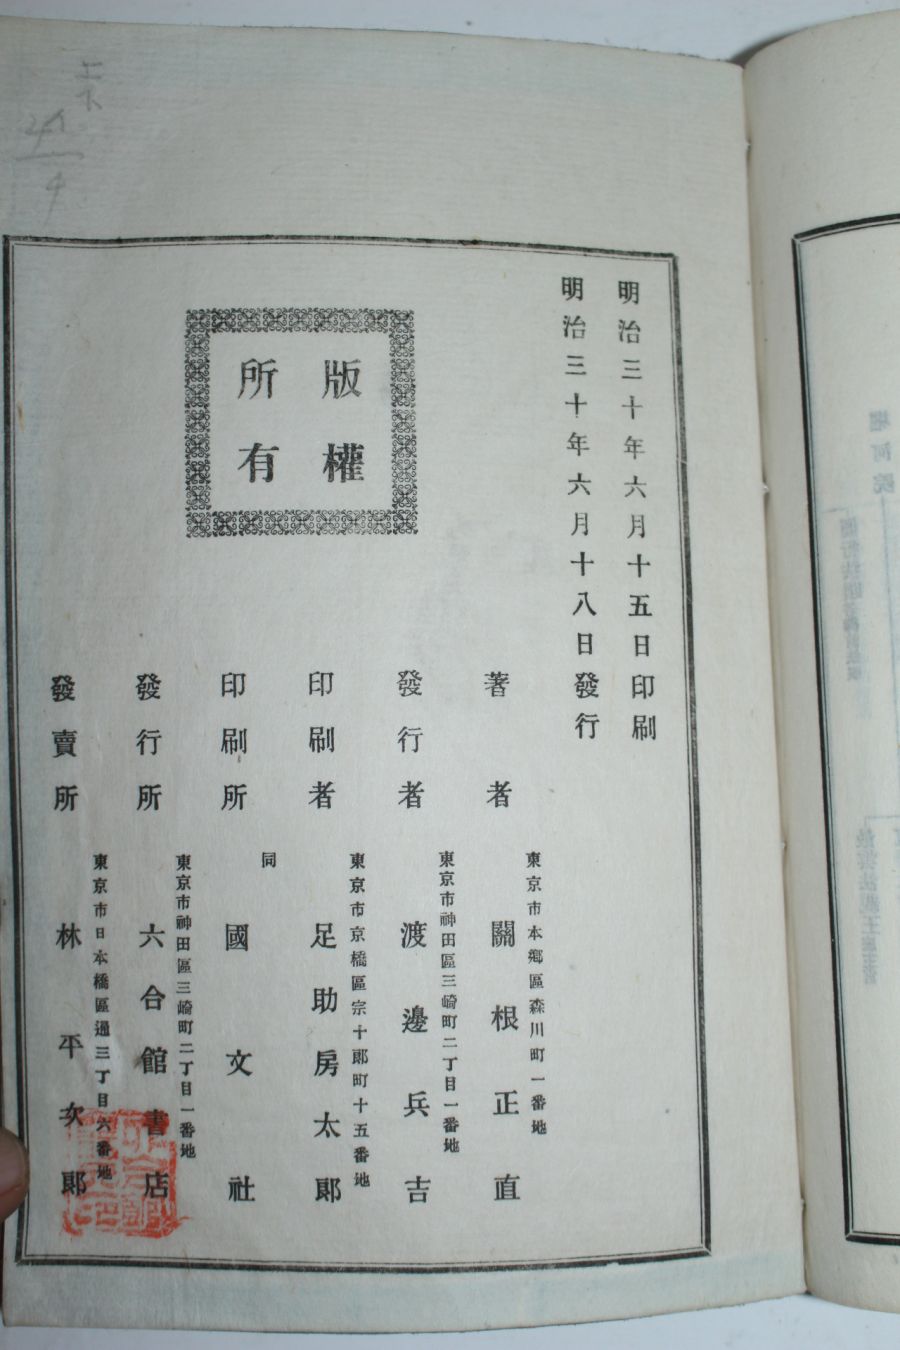 明治三十年六月十五日印刷
明治三十年六月十八日發行
版權
所有
著者
東京市本鄕區森川町一番地
關根正直
發行者
東京市神田區三崎町二丁目一番地
渡邊兵吉
印刷者
東京市京橋區宗十郞町十五番地
足助房太郞
印刷所
同
國文社
發行所
東京市神田區三崎町二丁目一番地
六合館書店
發賣所
東京市日本橋區通三丁目六番地
林平次郞